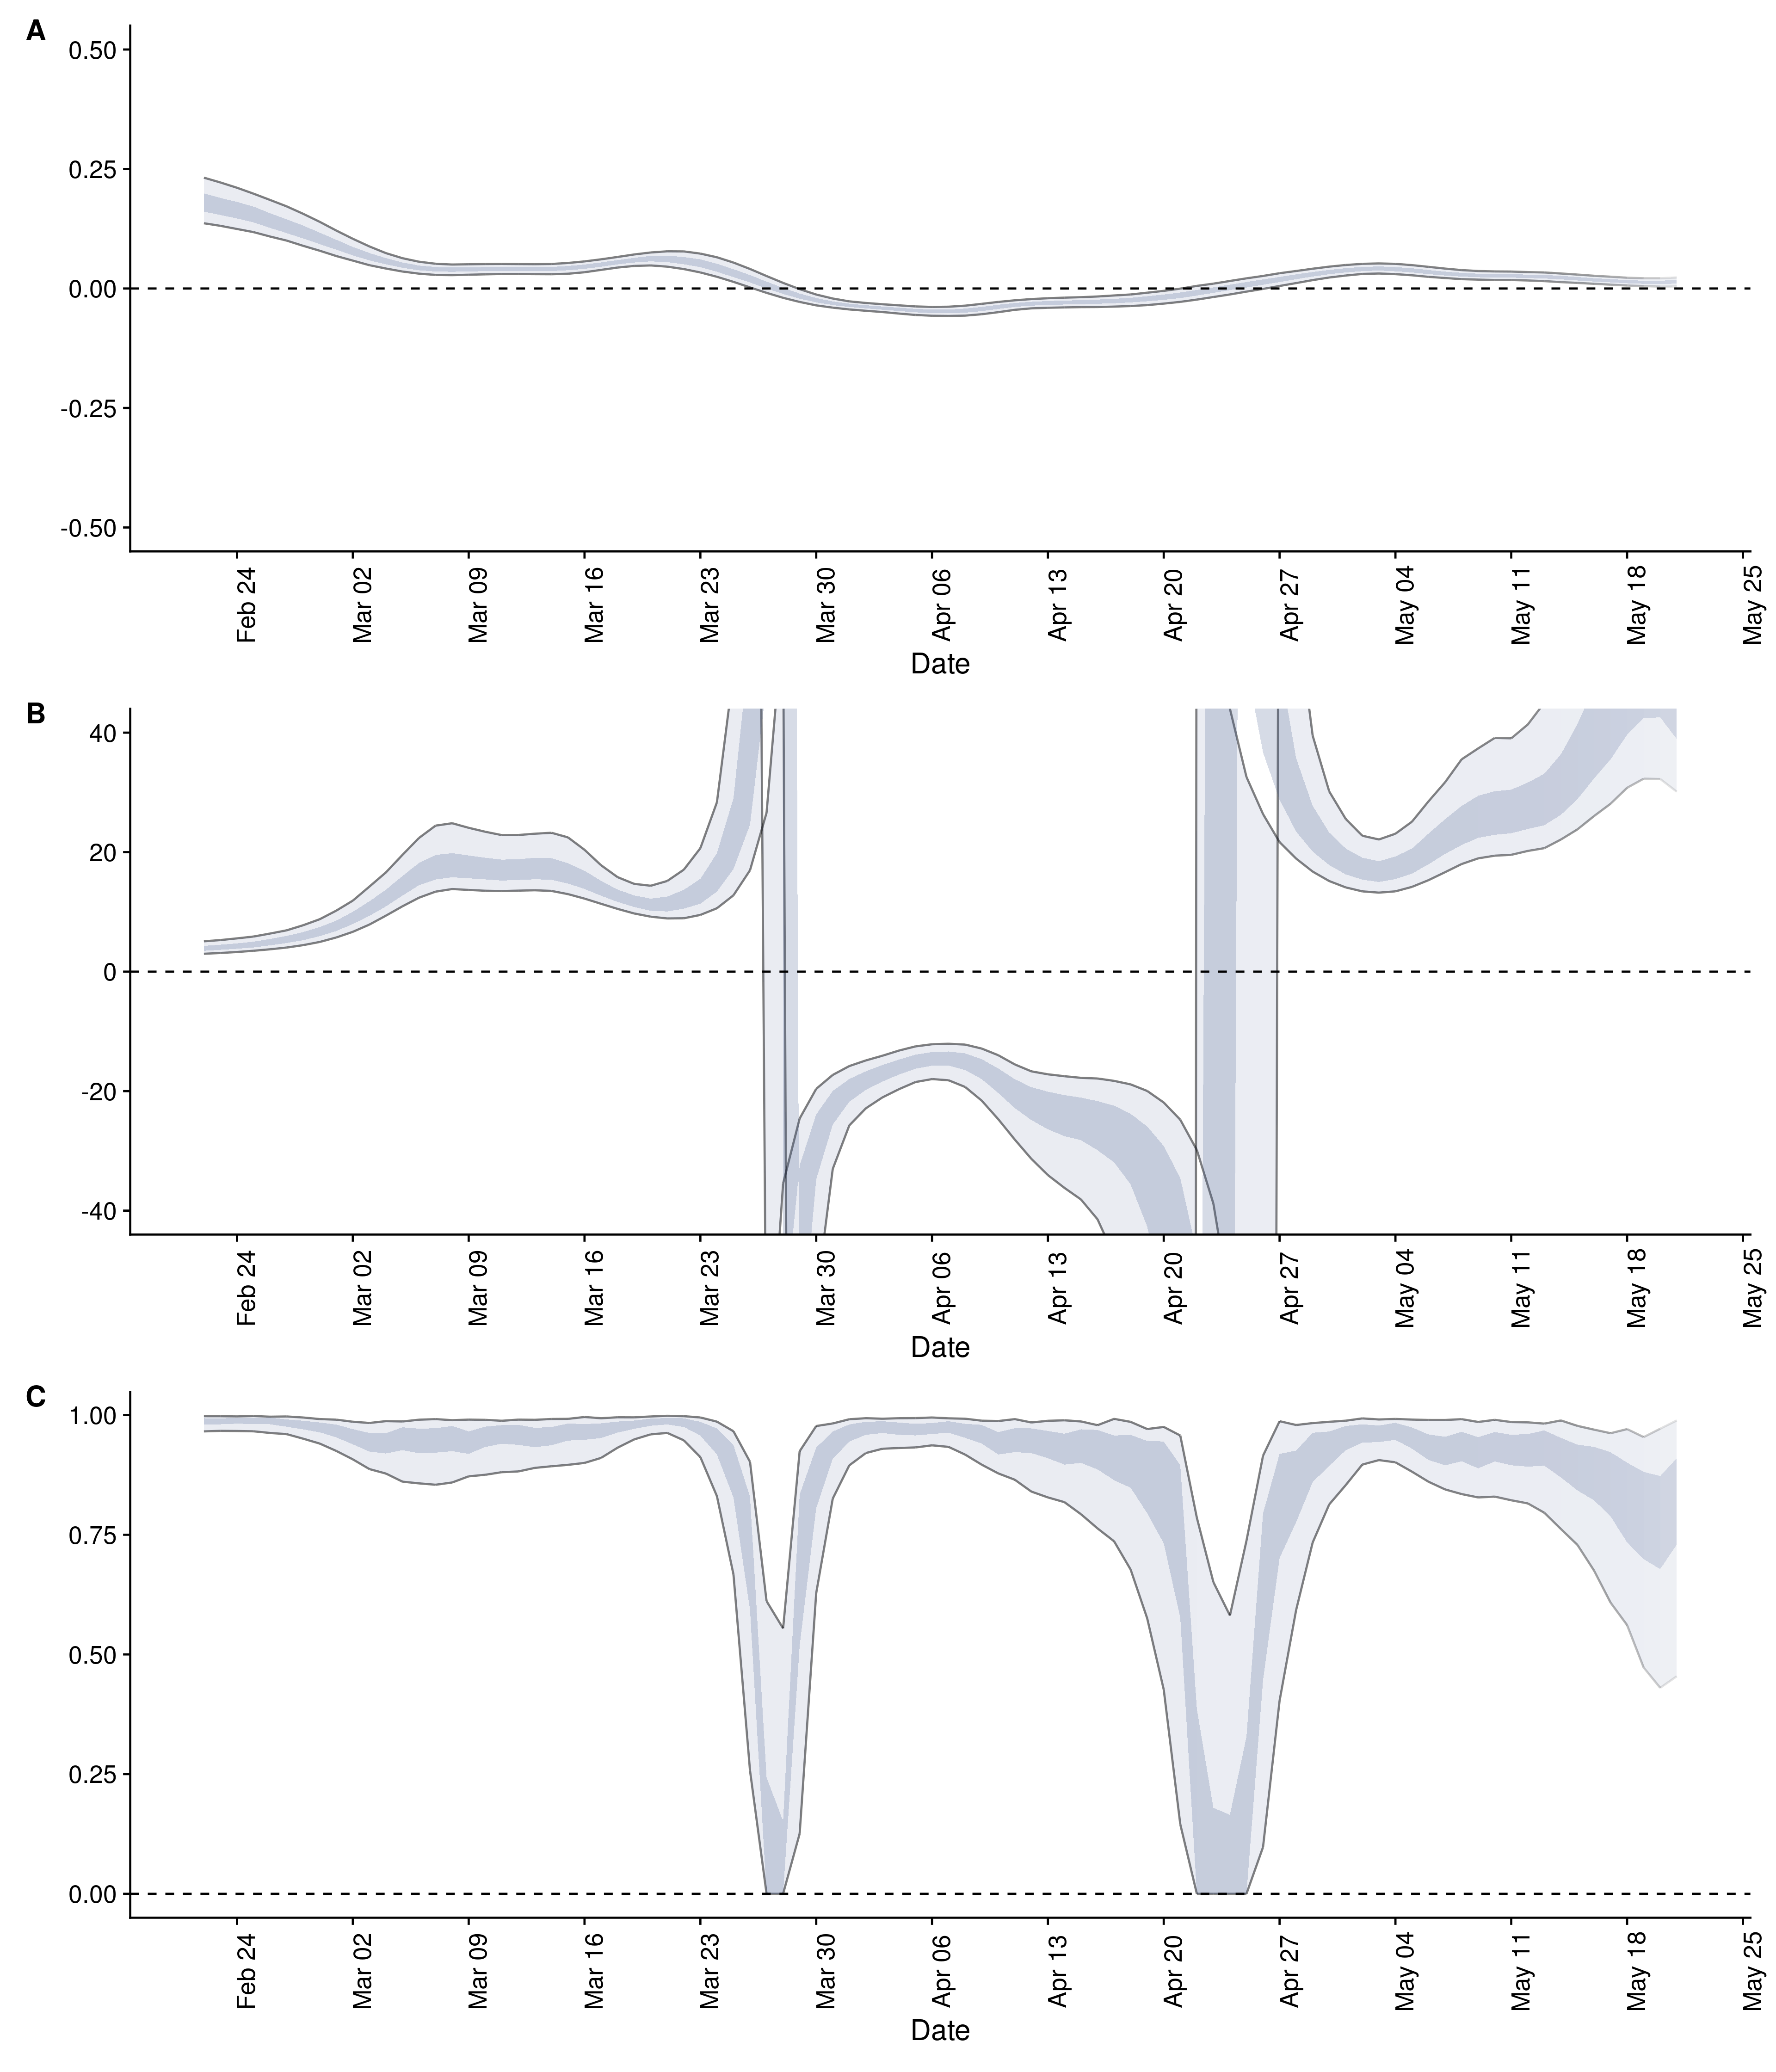 A
0.50
0.25
0.00
-0.25
-0.50
Feb 24
Mar 02
Mar 09
Mar 16
Mar 23
Mar 30
Apr 06
Apr 13
Apr 20
Apr 27
May 04
May 11
May 18
May 25
Date
B
40
20
0
-20
-40
Feb 24
Mar 02
Mar 09
Mar 16
Mar 23
Mar 30
Apr 06
Apr 13
Apr 20
Apr 27
May 04
May 11
May 18
May 25
Date
C
1.00
0.75
0.50
0.25
0.00
Feb 24
Mar 02
Mar 09
Mar 16
Mar 23
Mar 30
Apr 06
Apr 13
Apr 20
Apr 27
May 04
May 11
May 18
May 25
Date